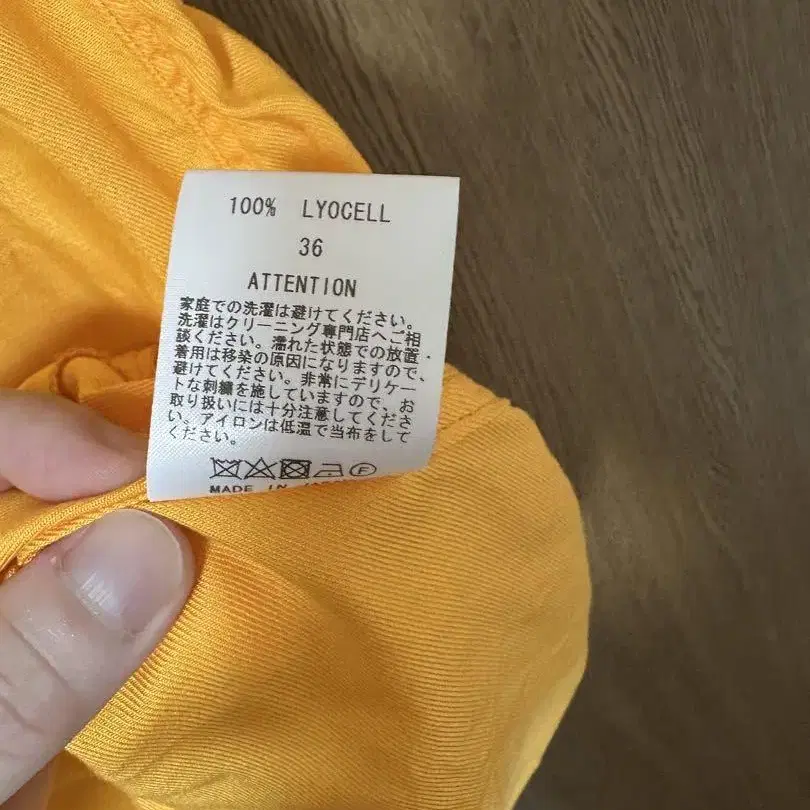 100% LYOCELL
36
ATTENTION
家庭での洗濯は避けてください。
洗濯はクリーニング専門店へご相
談ください。濡れた状態での放置・
着用は移染の原因になりますので、
避けてください。非常にデリケー
トな刺繍を施していますので、お
取り扱いには十分注意してくださ
い。アイロンは低温で当布をして
ください。
F
MADE IN